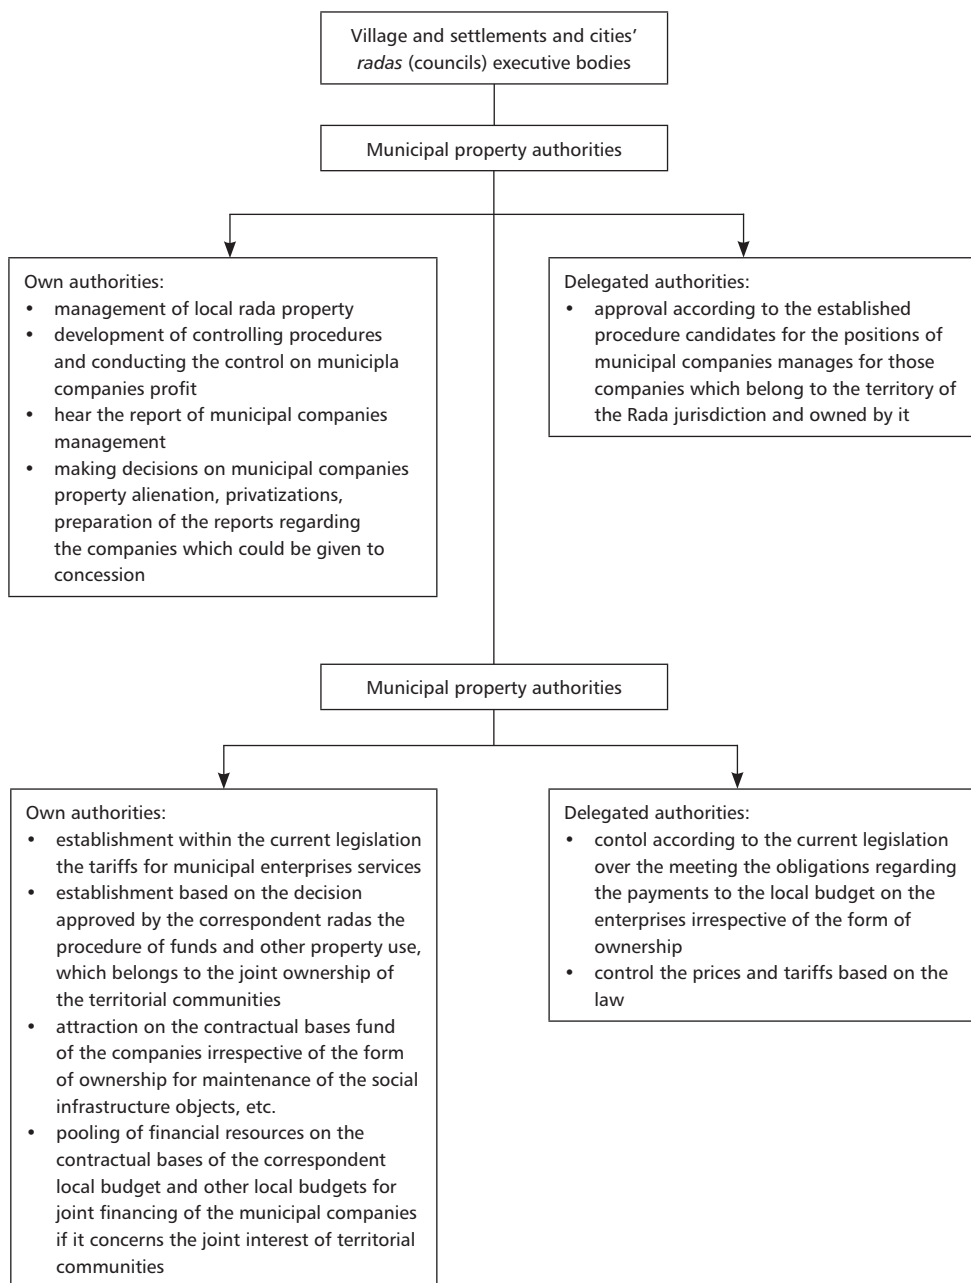 Village and settlements and cities’
radas (councils) executive bodies
Municipal property authorities
Own authorities:
• management of local rada property
• development of controlling procedures
and conducting the control on municipla
companies profit
• hear the report of municipal companies
management
• making decisions on municipal companies
property alienation, privatizations,
preparation of the reports regarding
the companies which could be given to
concession
Delegated authorities:
• approval according to the established
procedure candidates for the positions of
municipal companies manages for those
companies which belong to the territory of
the Rada jurisdiction and owned by it
Municipal property authorities
Own authorities:
• establishment within the current legislation
the tariffs for municipal enterprises services
• establishment based on the decision
approved by the correspondent radas the
procedure of funds and other property use,
which belongs to the joint ownership of
the territorial communities
• attraction on the contractual bases fund
of the companies irrespective of the form
of ownership for maintenance of the social
infrastructure objects, etc.
• pooling of financial resources on the
contractual bases of the correspondent
local budget and other local budgets for
joint financing of the municipal companies
if it concerns the joint interest of territorial
communities
Delegated authorities:
• contol according to the current legislation
over the meeting the obligations regarding
the payments to the local budget on the
enterprises irrespective of the form of
ownership
• control the prices and tariffs based on the
law